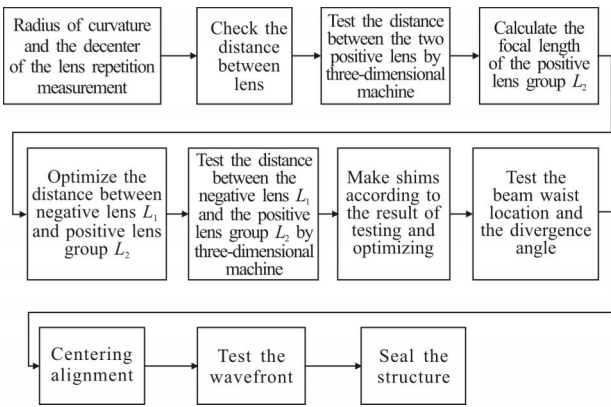 Radius of curvature
and the decenter
of the lens repetition
measurement
Check the
distance
between
lens
Test the distance
between the two
positive lens by
three-dimensional
machine
Calculate the
focal length
of the positive
lens group L₂
Optimize the
distance between
negative lens L₁
and positive lens
group L₂
Test the distance
between the
negative lens L₁
and the positive
lens group L₂ by
three-dimensional
machine
Make shims
according to
the result of
testing and
optimizing
Test the
beam waist
location and
the divergence
angle
Centering
alignment
Test the
wavefront
Seal the
structure